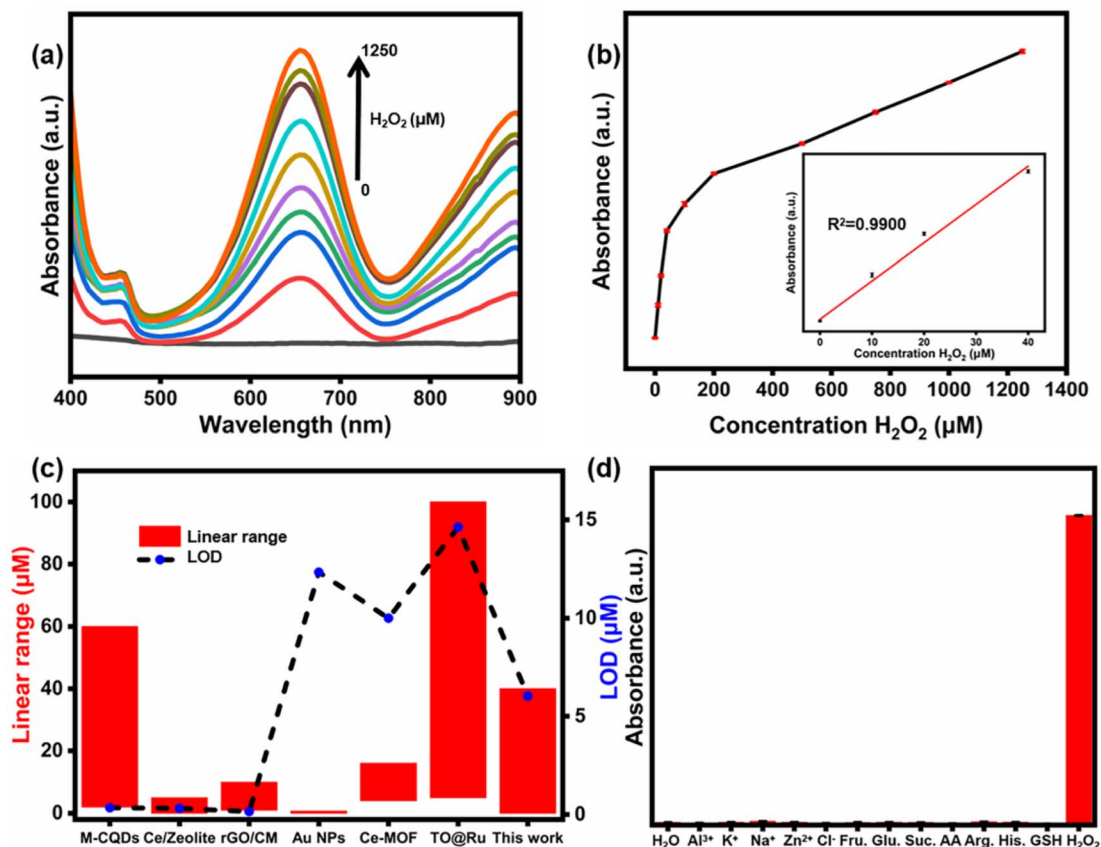 (a)
1250
H₂O₂ (µM)
0
Absorbance (a.u.)
400 500 600 700 800 900
Wavelength (nm)
(b)
Absorbance (a.u.)
R²=0.9900
Absorbance (a.u.)
0 10 20 30 40
Concentration H₂O₂ (µM)
0 200 400 600 800 1000 1200 1400
Concentration H₂O₂ (µM)
(c)
Linear range (µM)
100
80
60
40
20
0
Linear range
LOD
15
10
5
0
LOD (µM)
M-CQDs Ce/Zeolite rGO/CM Au NPs Ce-MOF TO@Ru This work
(d)
Absorbance (a.u.)
H₂O Al³⁺ K⁺ Na⁺ Zn²⁺ Cl⁻ Fru. Glu. Suc. AA Arg. His. GSH H₂O₂